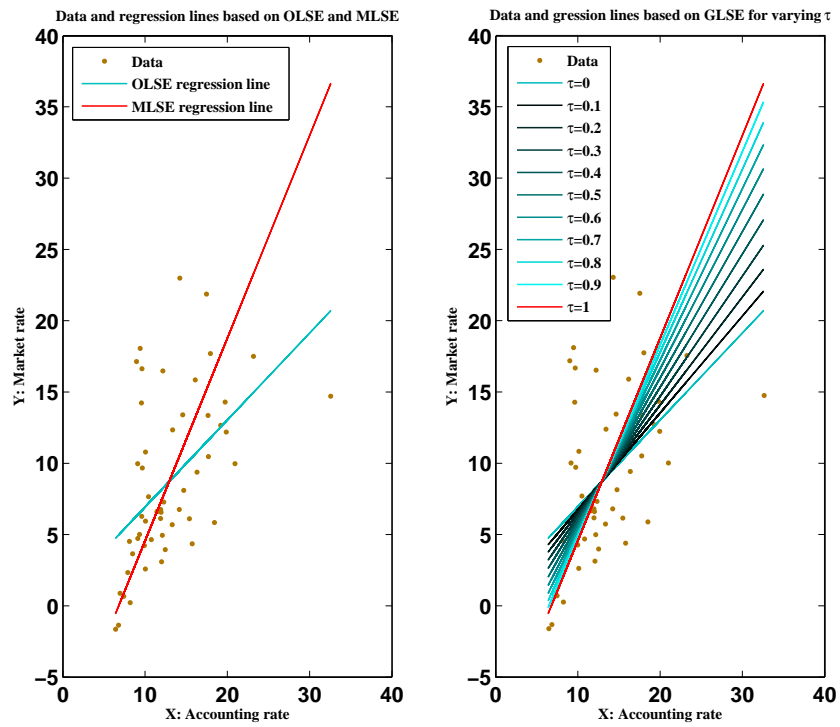 Data and regression lines based on OLSE and MLSE
40
35
30
25
20
15
10
5
0
−5
0
10
20
30
40
Y: Market rate
X: Accounting rate
Data
OLSE regression line
MLSE regression line
Data and gression lines based on GLSE for varying τ
40
35
30
25
20
15
10
5
0
−5
0
10
20
30
40
Y: Market rate
X: Accounting rate
Data
τ=0
τ=0.1
τ=0.2
τ=0.3
τ=0.4
τ=0.5
τ=0.6
τ=0.7
τ=0.8
τ=0.9
τ=1